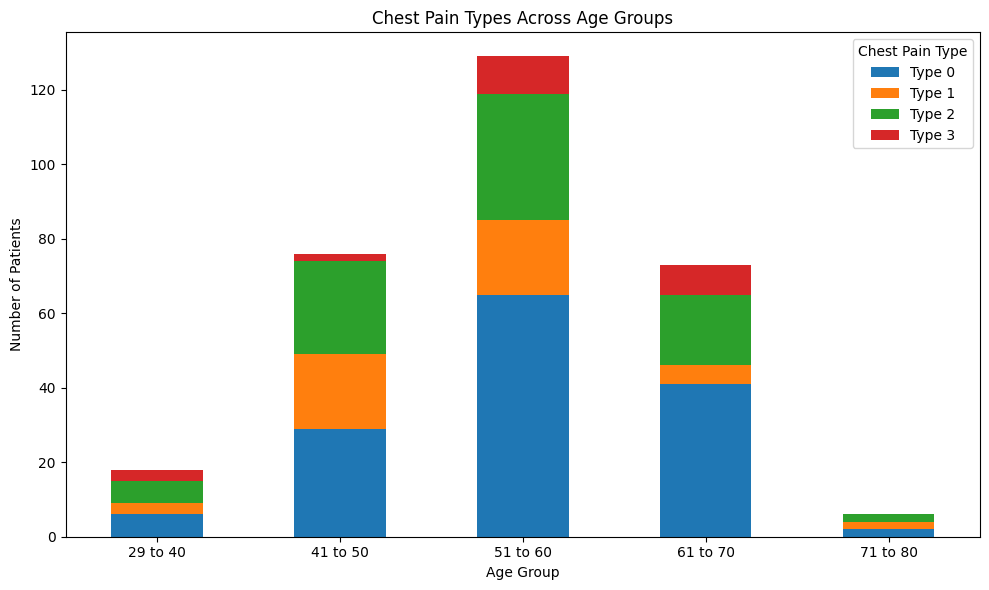 Chest Pain Types Across Age Groups
Number of Patients
120
100
80
60
40
20
0
Chest Pain Type
Type 0
Type 1
Type 2
Type 3
29 to 40
41 to 50
51 to 60
61 to 70
71 to 80
Age Group